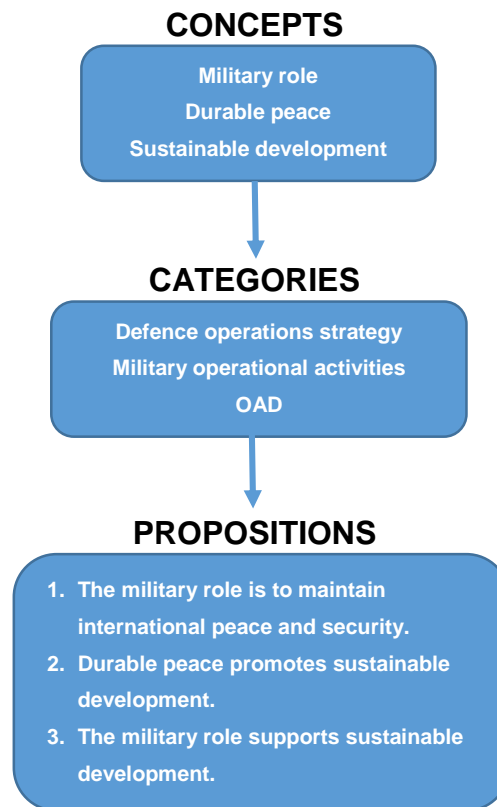 CONCEPTS
Military role
Durable peace
Sustainable development
CATEGORIES
Defence operations strategy
Military operational activities
OAD
PROPOSITIONS
1. The military role is to maintain
international peace and security.
2. Durable peace promotes sustainable
development.
3. The military role supports sustainable
development.